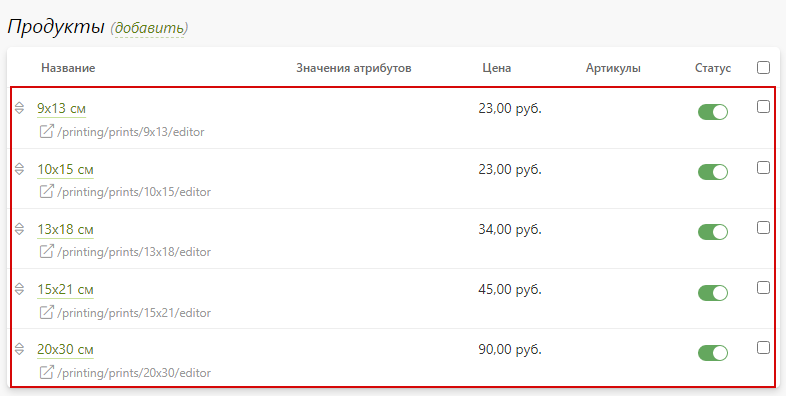 Продукты (добавить)
Название Значения атрибутов Цена Артикулы Статус
9x13 см 23,00 руб.
/printing/prints/9x13/editor
10x15 см 23,00 руб.
/printing/prints/10x15/editor
13x18 см 34,00 руб.
/printing/prints/13x18/editor
15x21 см 45,00 руб.
/printing/prints/15x21/editor
20x30 см 90,00 руб.
/printing/prints/20x30/editor